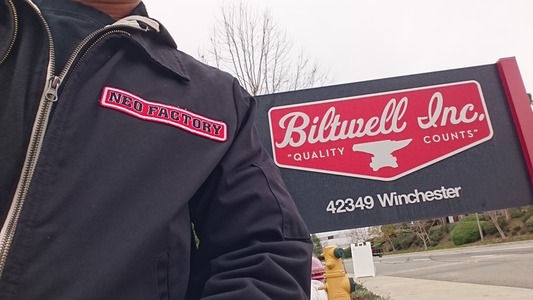 NEO FACTORY
Biltwell Inc.
"QUALITY COUNTS"
42349 Winchester